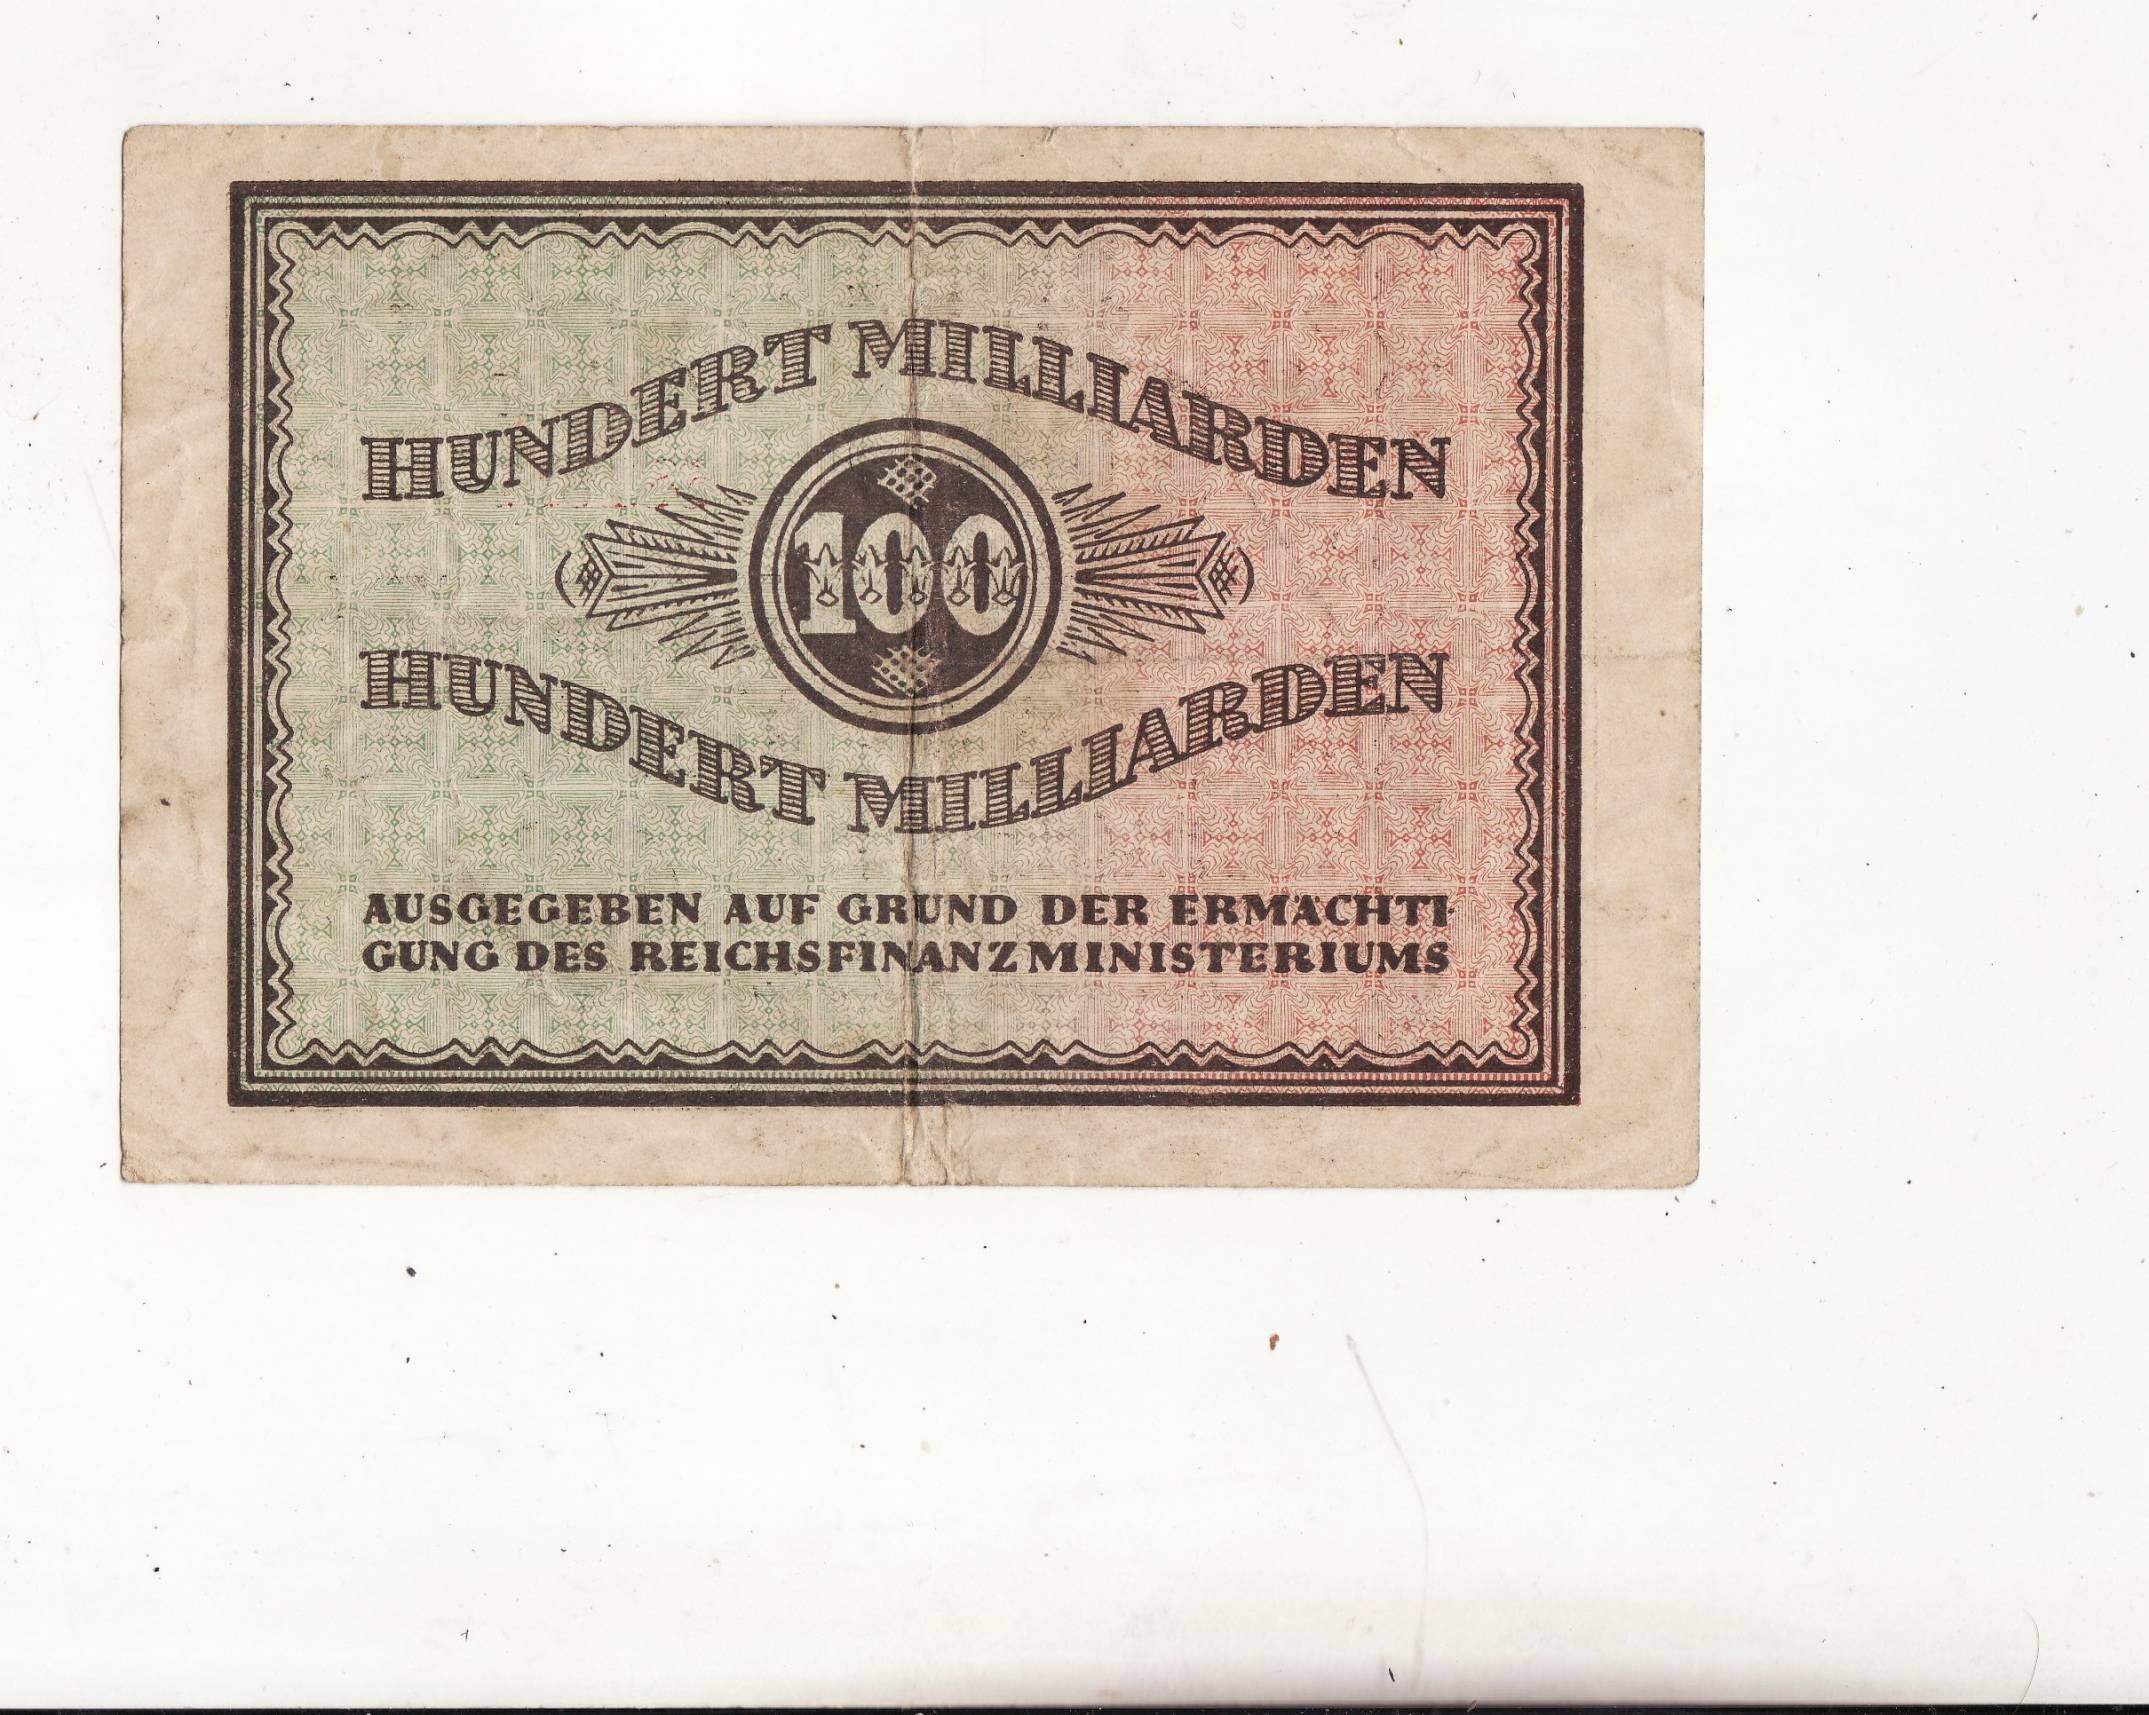 HUNDERT MILLIARDEN
100
HUNDERT MILLIARDEN
AUSGEGEBEN AUF GRUND DER ERMÄCHTI-
GUNG DES REICHSFINANZMINISTERIUMS